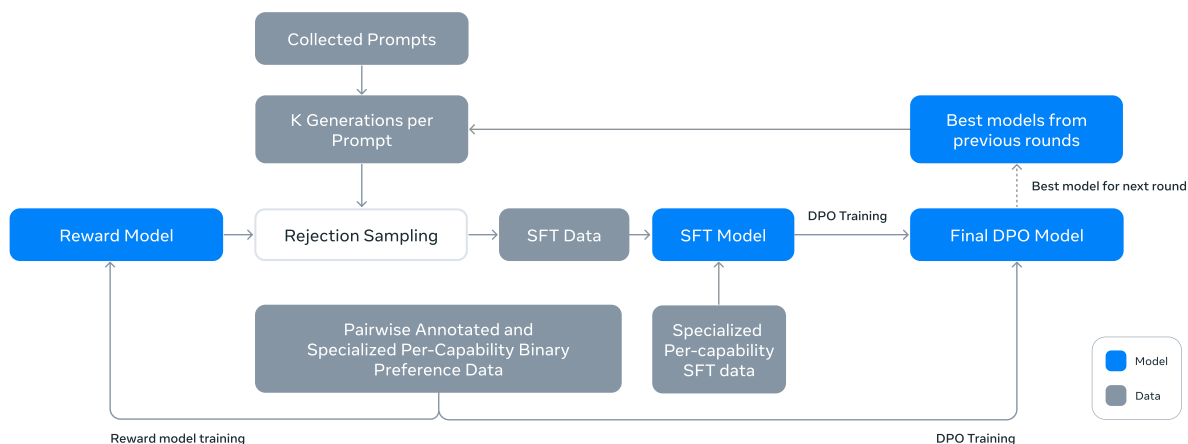 Collected Prompts
K Generations per
Prompt
Best models from
previous rounds
Best model for next round
Reward Model
Rejection Sampling
SFT Data
SFT Model
DPO Training
Final DPO Model
Pairwise Annotated and
Specialized Per-Capability Binary
Preference Data
Specialized
Per-capability
SFT data
Model
Data
Reward model training
DPO Training